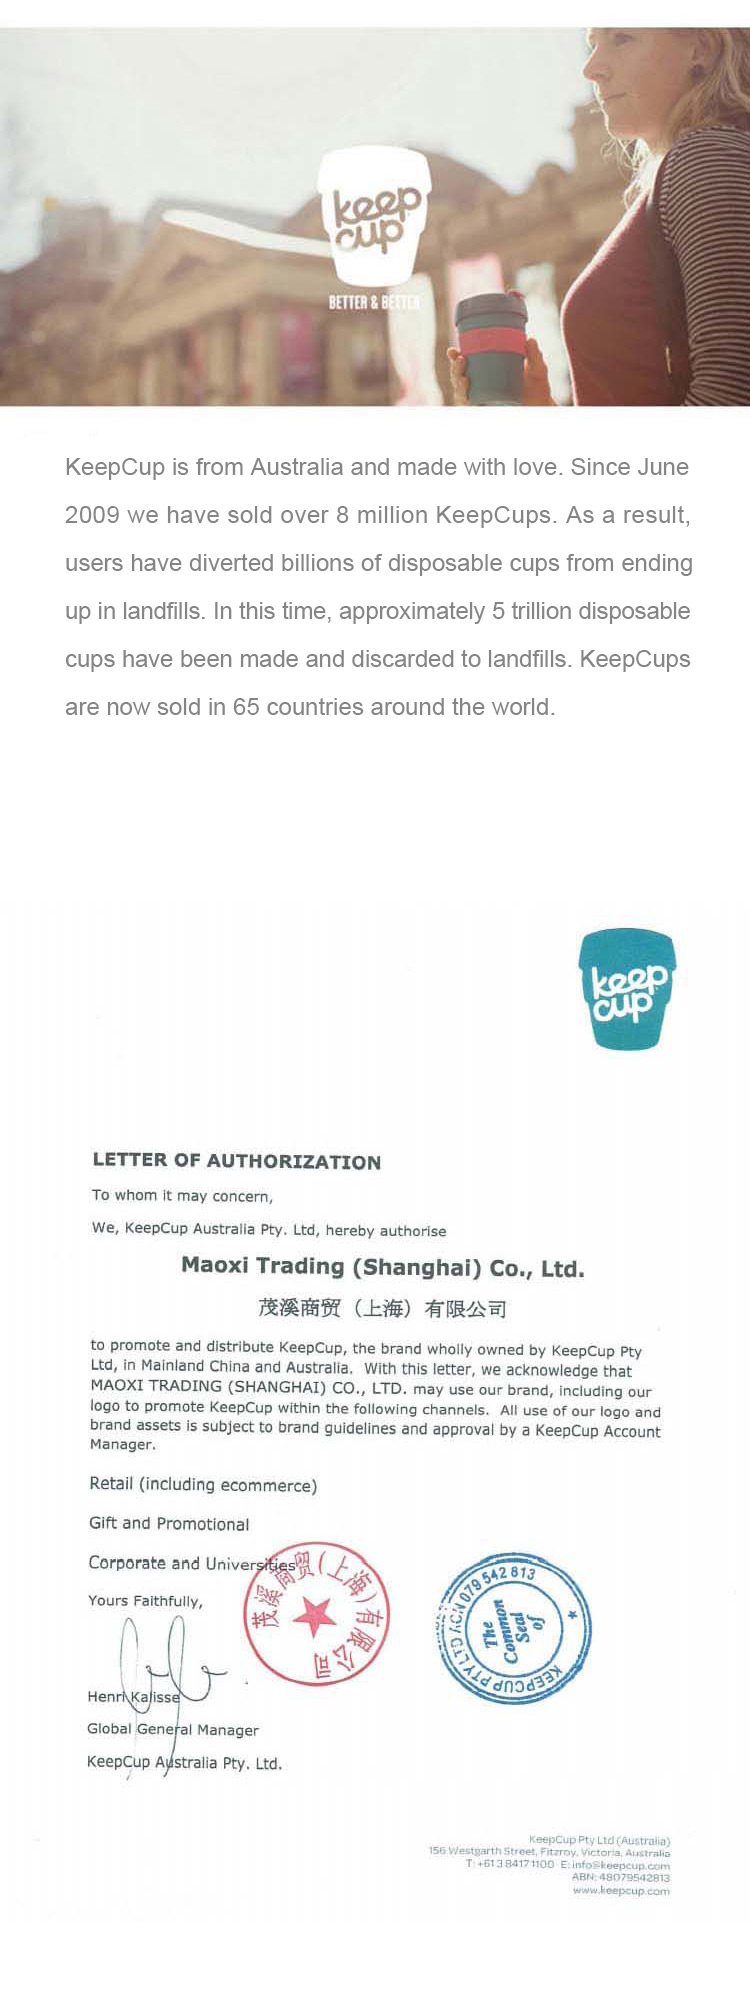 keep
cup
BETTER & BETTER
KeepCup is from Australia and made with love. Since June
2009 we have sold over 8 million KeepCups. As a result,
users have diverted billions of disposable cups from ending
up in landfills. In this time, approximately 5 trillion disposable
cups have been made and discarded to landfills. KeepCups
are now sold in 65 countries around the world.
keep
cup
LETTER OF AUTHORIZATION
To whom it may concern,
We, KeepCup Australia Pty. Ltd, hereby authorise
Maoxi Trading (Shanghai) Co., Ltd.
茂溪商贸（上海）有限公司
to promote and distribute KeepCup, the brand wholly owned by KeepCup Pty
Ltd, in Mainland China and Australia. With this letter, we acknowledge that
MAOXI TRADING (SHANGHAI) CO., LTD. may use our brand, including our
logo to promote KeepCup within the following channels. All use of our logo and
brand assets is subject to brand guidelines and approval by a KeepCup Account
Manager.
Retail (including ecommerce)
Gift and Promotional
Corporate and Universities
茂溪商贸(上海)有限公司
KEEPCUP PTY LTD ACN 079 542 813
The
Common
Seal
of
Yours Faithfully,
Henri Kalisse
Global General Manager
KeepCup Australia Pty. Ltd.
KeepCup Pty Ltd (Australia)
156 Westgarth Street, Fitzroy, Victoria, Australia
T: +61 3 8417 1100 E: info@keepcup.com
ABN: 48079542813
www.keepcup.com